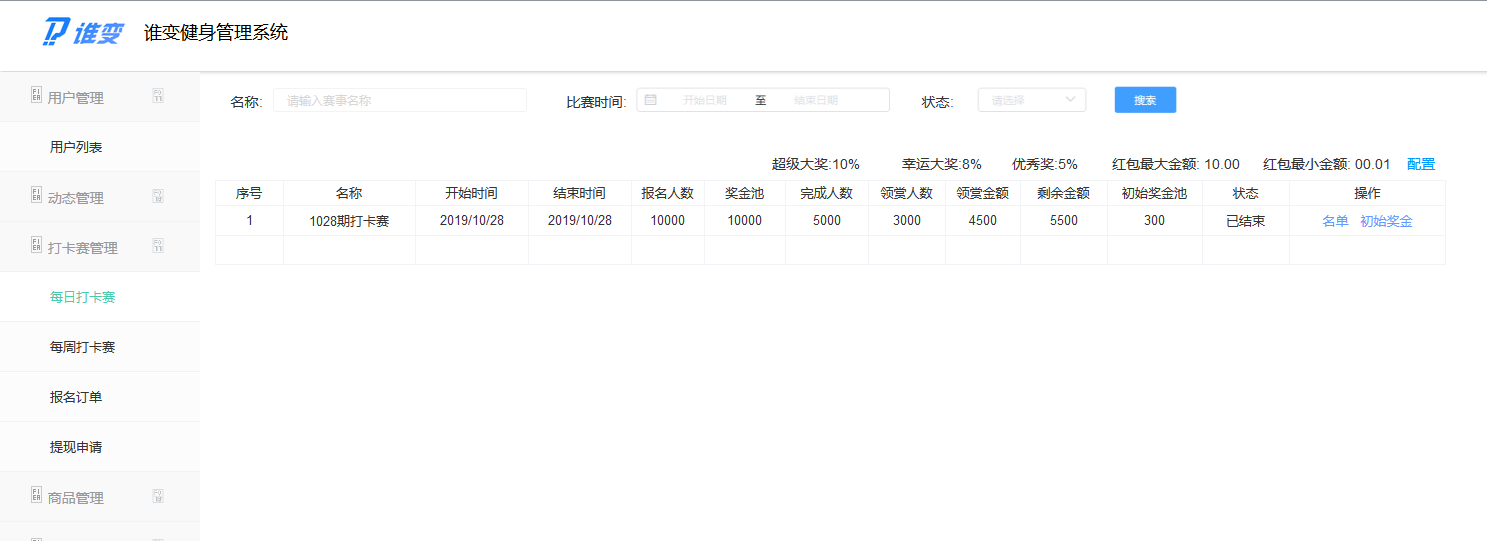 谁变 谁变健身管理系统
用户管理
用户列表
动态管理
打卡赛管理
每日打卡赛
每周打卡赛
报名订单
提现申请
商品管理
名称: 请输入赛事名称 比赛时间: 开始日期 至 结束日期 状态: 请选择 搜索
超级大奖:10% 幸运大奖:8% 优秀奖:5% 红包最大金额: 10.00 红包最小金额: 00.01 配置
序号 名称 开始时间 结束时间 报名人数 奖金池 完成人数 领赏人数 领赏金额 剩余金额 初始奖金池 状态 操作
1 1028期打卡赛 2019/10/28 2019/10/28 10000 10000 5000 3000 4500 5500 300 已结束 名单 初始奖金